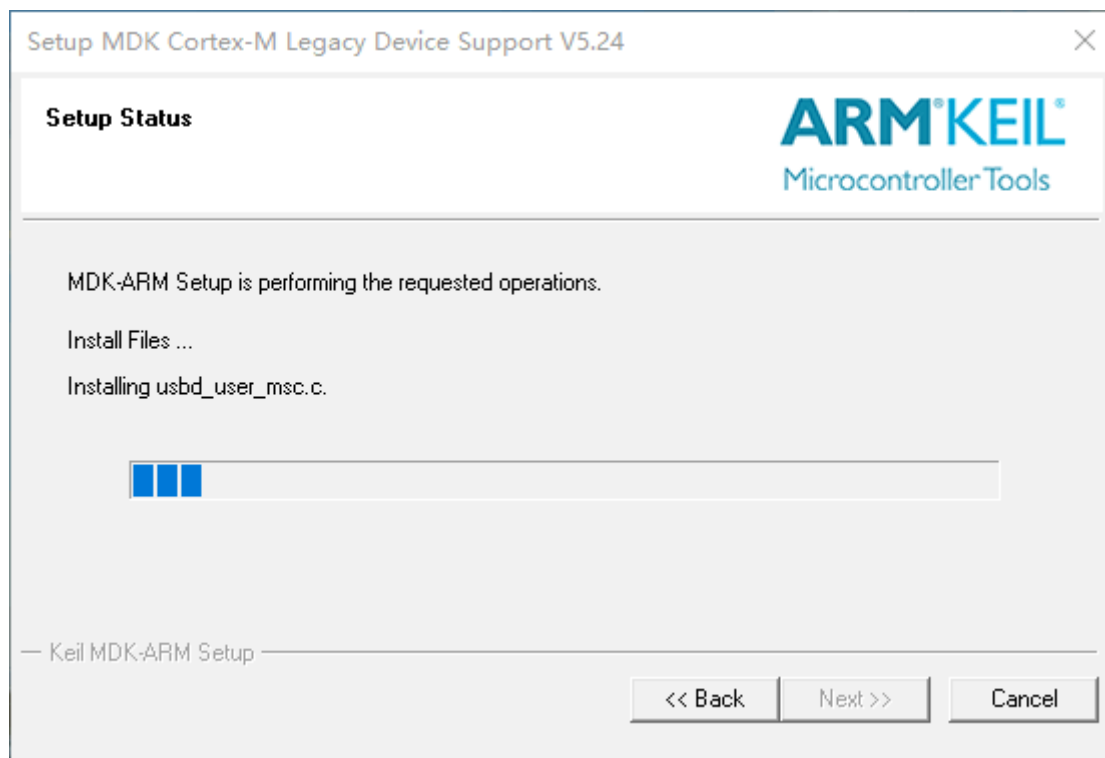 Setup MDK Cortex-M Legacy Device Support V5.24
Setup Status
ARM®KEIL®
Microcontroller Tools
MDK-ARM Setup is performing the requested operations.
Install Files ...
Installing usbd_user_msc.c.
Keil MDK-ARM Setup
<< Back
Next >>
Cancel